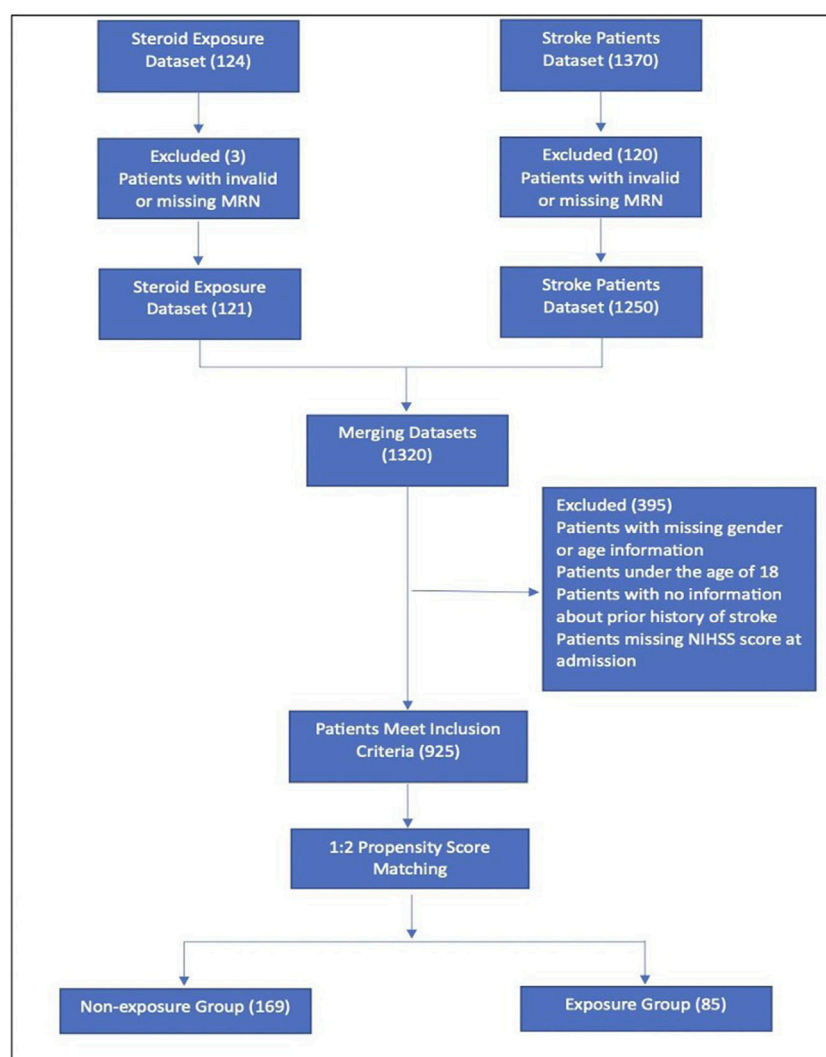 Steroid Exposure
Dataset (124)
Stroke Patients
Dataset (1370)
Excluded (3)
Patients with invalid
or missing MRN
Excluded (120)
Patients with invalid
or missing MRN
Steroid Exposure
Dataset (121)
Stroke Patients
Dataset (1250)
Merging Datasets
(1320)
Excluded (395)
Patients with missing gender
or age information
Patients under the age of 18
Patients with no information
about prior history of stroke
Patients missing NIHSS score at
admission
Patients Meet Inclusion
Criteria (925)
1:2 Propensity Score
Matching
Non-exposure Group (169)
Exposure Group (85)